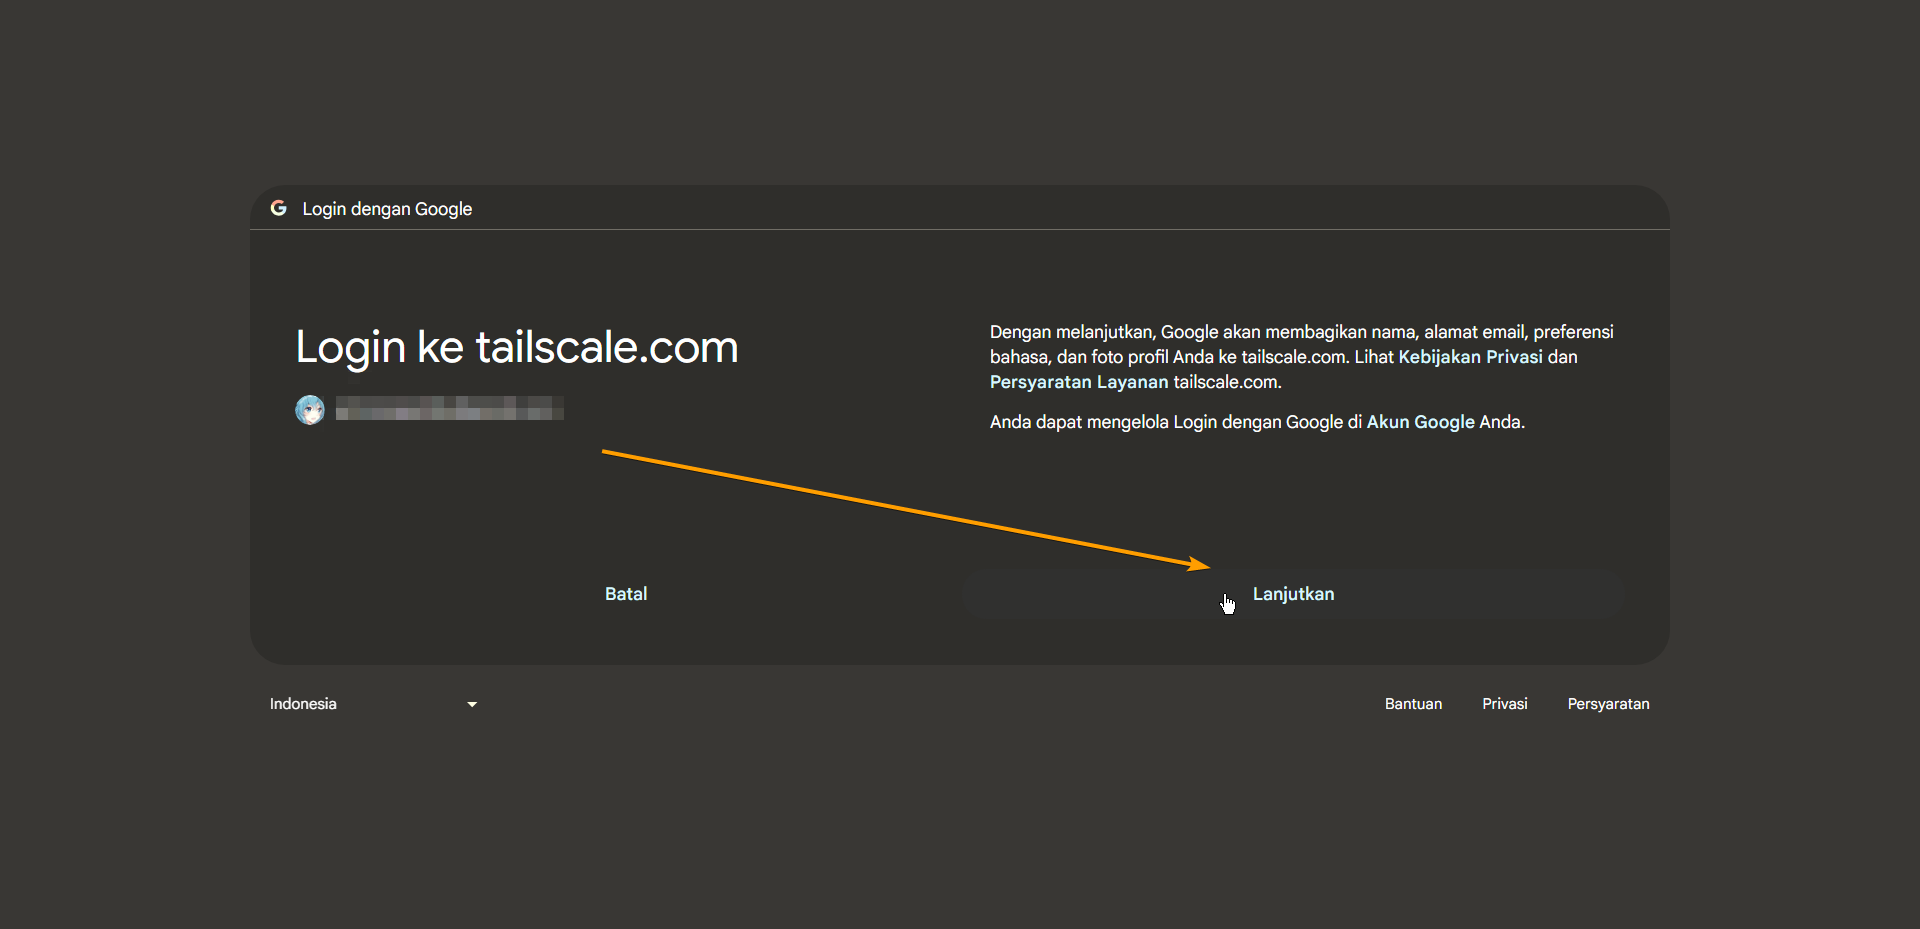 Login dengan Google
Login ke tailscale.com
Dengan melanjutkan, Google akan membagikan nama, alamat email, preferensi
bahasa, dan foto profil Anda ke tailscale.com. Lihat Kebijakan Privasi dan
Persyaratan Layanan tailscale.com.
Anda dapat mengelola Login dengan Google di Akun Google Anda.
Batal
Lanjutkan
Indonesia
Bantuan
Privasi
Persyaratan